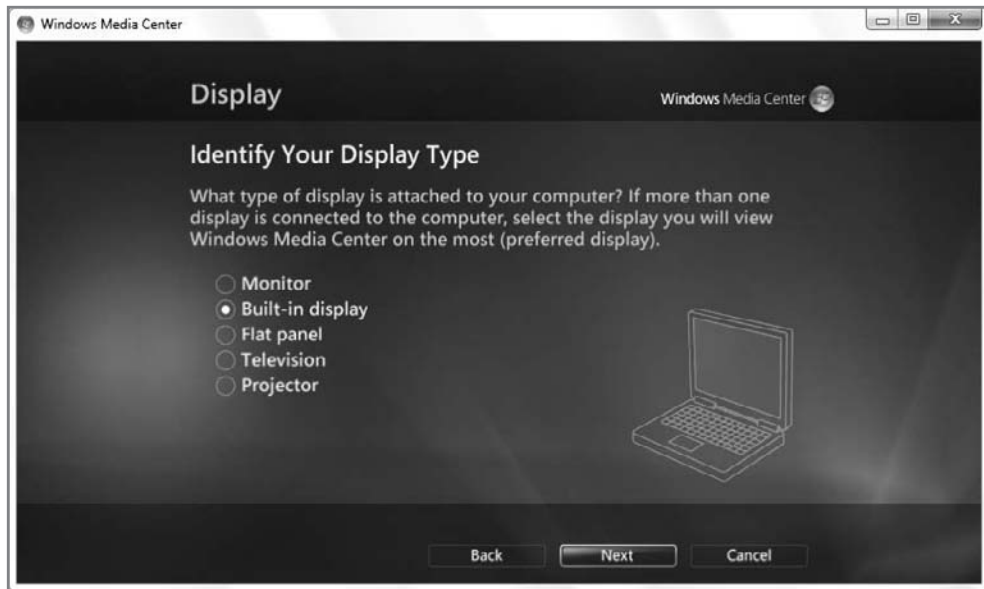 Windows Media Center
Display
Windows Media Center
Identify Your Display Type
What type of display is attached to your computer? If more than one
display is connected to the computer, select the display you will view
Windows Media Center on the most (preferred display).
Monitor
Built-in display
Flat panel
Television
Projector
Back Next Cancel